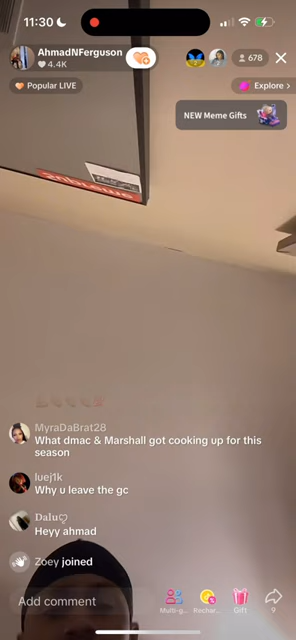 11:30
AhmadNFerguson
4.4K
678
Popular LIVE
Explore >
NEW Meme Gifts
MyraDaBrat28
What dmac & Marshall got cooking up for this
season
luej1k
Why u leave the gc
Dalu♡
Heyy ahmad
Zoey joined
Add comment
Multi-g...
Rechar...
Gift
9